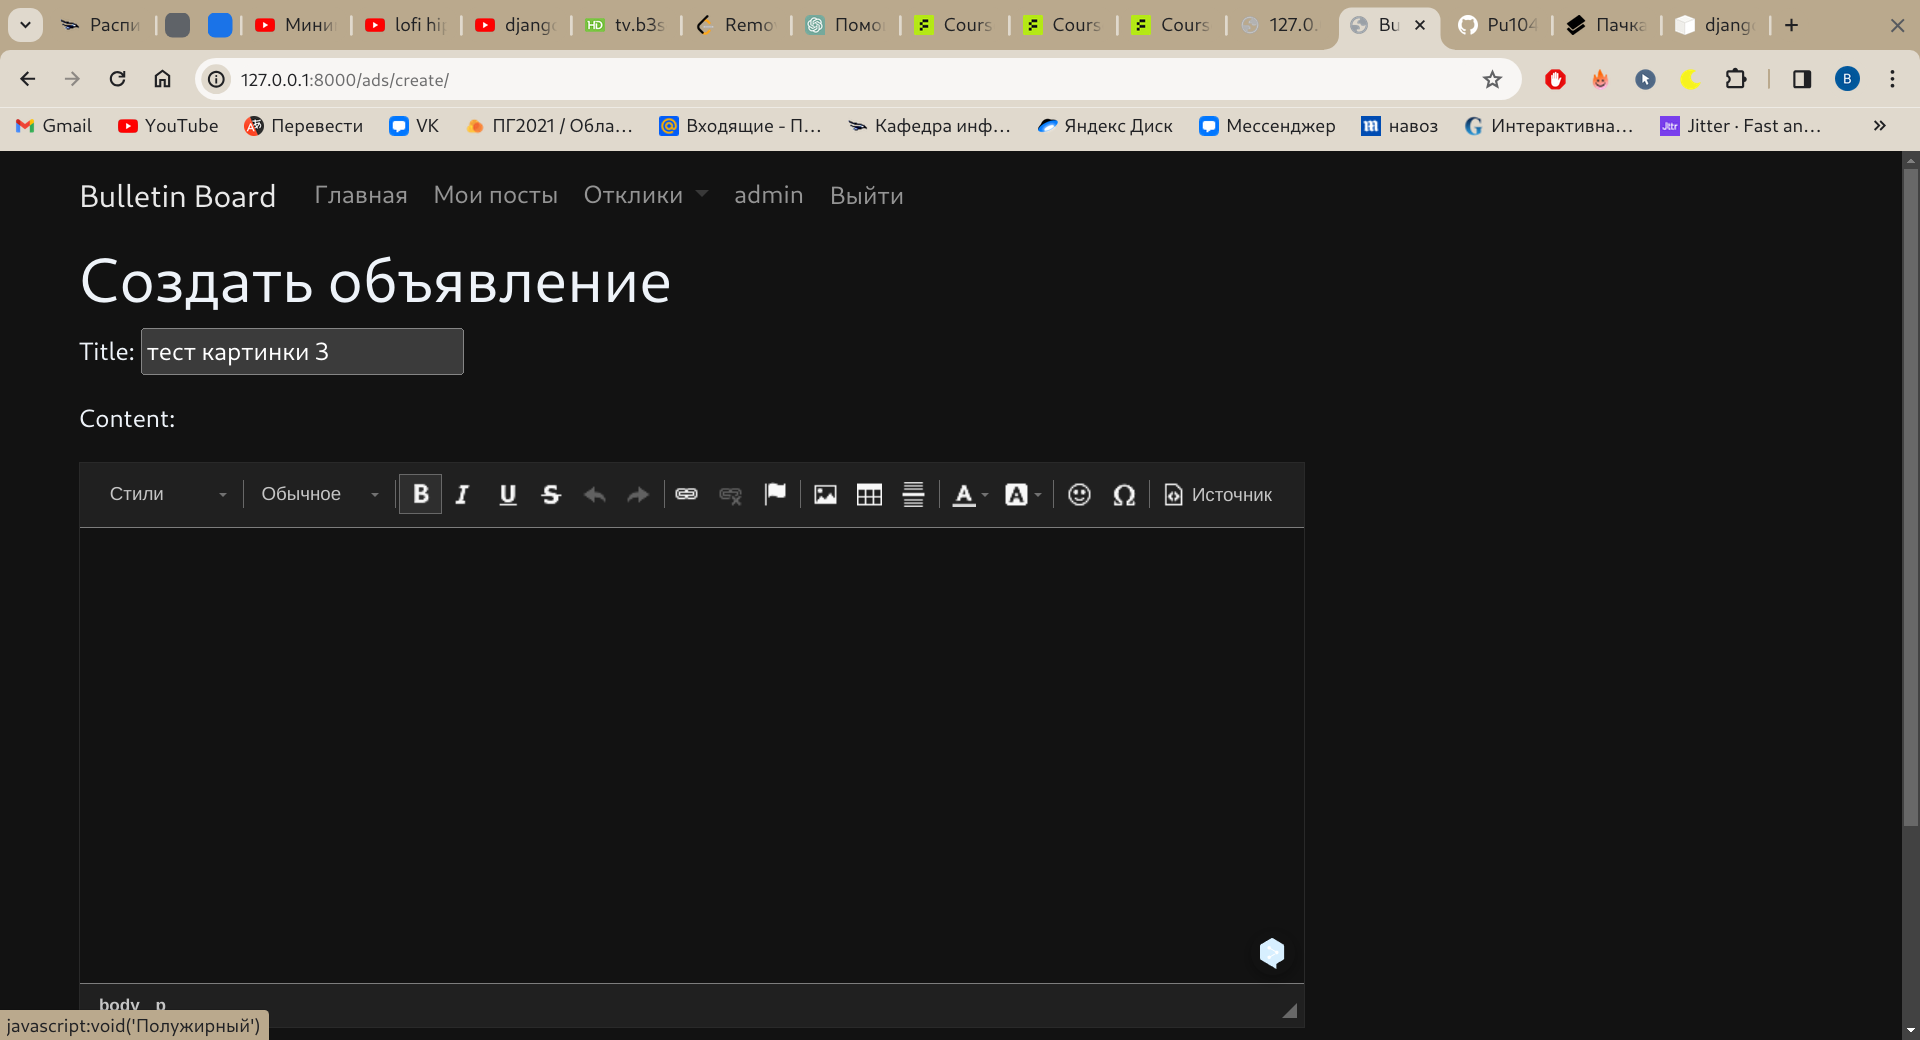 Распи
Мини
lofi hi
djang
tv.b3s
Remo
Помо
Cours
Cours
Cours
127.0.
Bu
Pu104
Пачка
djang
127.0.0.1:8000/ads/create/
B
Gmail
YouTube
Перевести
VK
ПГ2021 / Обла...
Входящие - П...
Кафедра инф...
Яндекс Диск
Мессенджер
навоз
Интерактивна...
Jitter · Fast an...
Bulletin Board Главная Мои посты Отклики admin Выйти
Создать объявление
Title: тест картинки 3
Content:
Стили Обычное B I U S A A Ω Источник
body p
javascript:void('Полужирный')